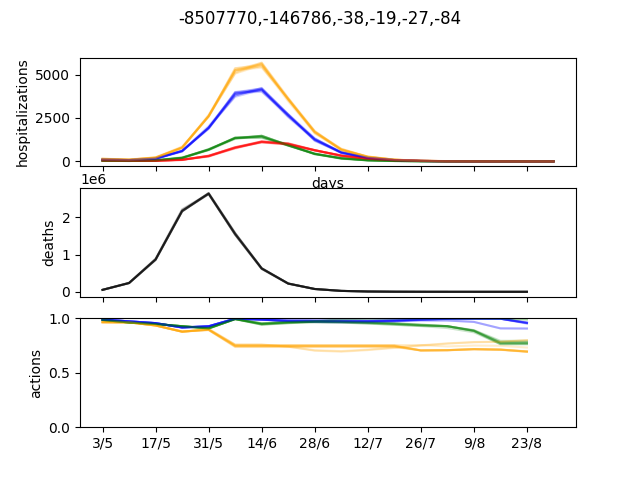 -8507770,-146786,-38,-19,-27,-84
hospitalizations
5000
2500
0
days
1e6
deaths
2
1
0
actions
1.0
0.5
0.0
3/5 17/5 31/5 14/6 28/6 12/7 26/7 9/8 23/8